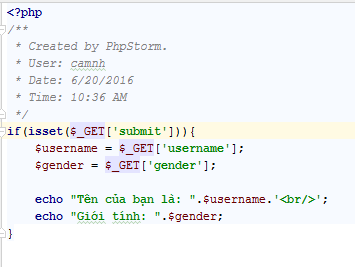 <?php
/**
 * Created by PhpStorm.
 * User: camnh
 * Date: 6/20/2016
 * Time: 10:36 AM
 */
if(isset($_GET['submit'])){
    $username = $_GET['username'];
    $gender = $_GET['gender'];

    echo "Tên của bạn là: ".$username.'<br/>';
    echo "Giới tính: ".$gender;
}